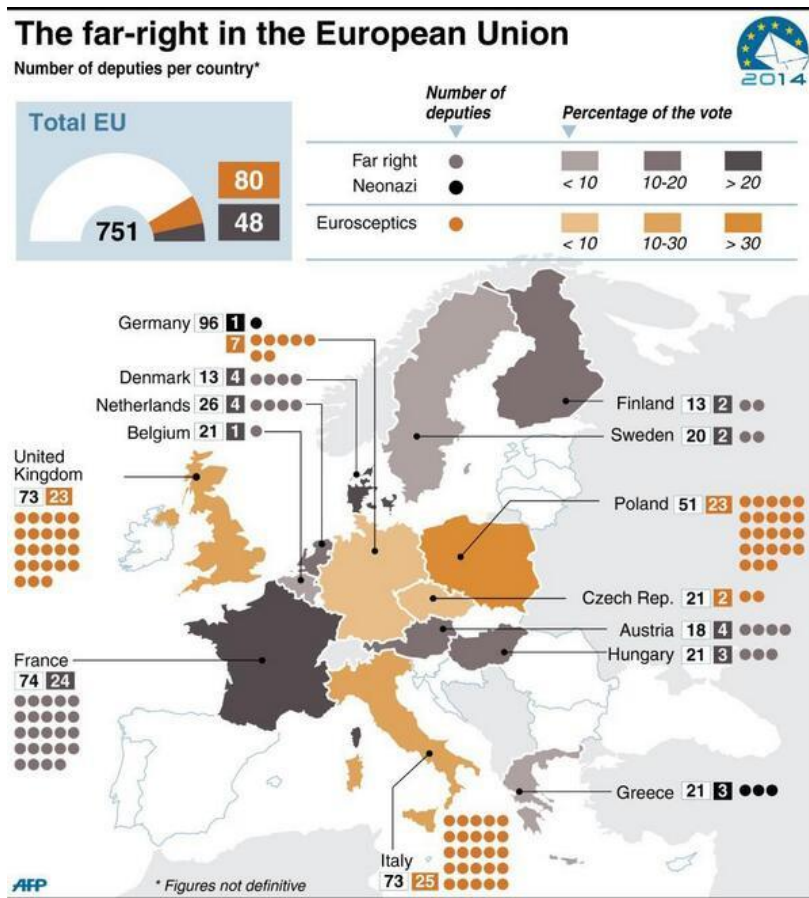 The far-right in the European Union
Number of deputies per country*
2014
Total EU
751
80
48
Number of deputies
Percentage of the vote
Far right
Neonazi
< 10
10-20
> 20
Eurosceptics
< 10
10-30
> 30
Germany 96 1
7
Denmark 13 4
Netherlands 26 4
Belgium 21 1
United
Kingdom
73 23
France
74 24
Finland 13 2
Sweden 20 2
Poland 51 23
Czech Rep. 21 2
Austria 18 4
Hungary 21 3
Greece 21 3
Italy
73 25
AFP
* Figures not definitive